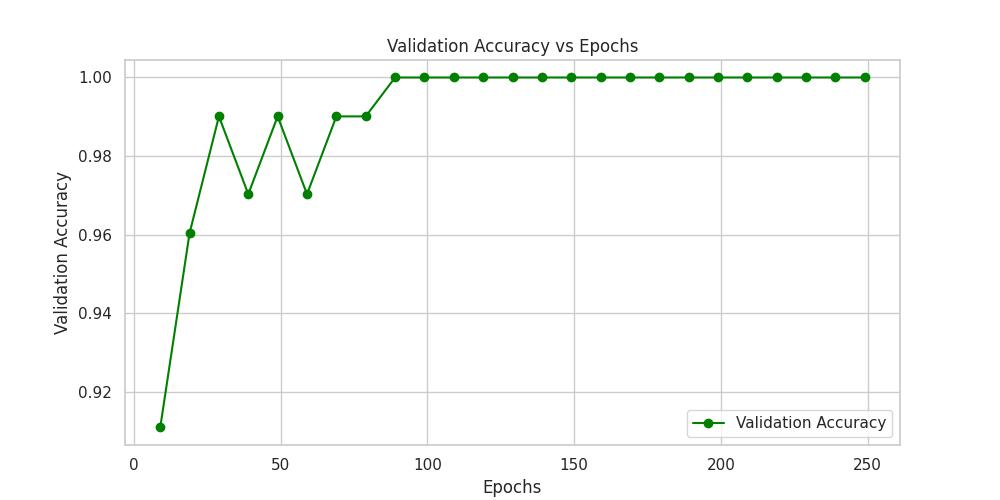 Validation Accuracy vs Epochs
1.00
0.98
0.96
0.94
0.92
Validation Accuracy
Validation Accuracy
0 50 100 150 200 250
Epochs